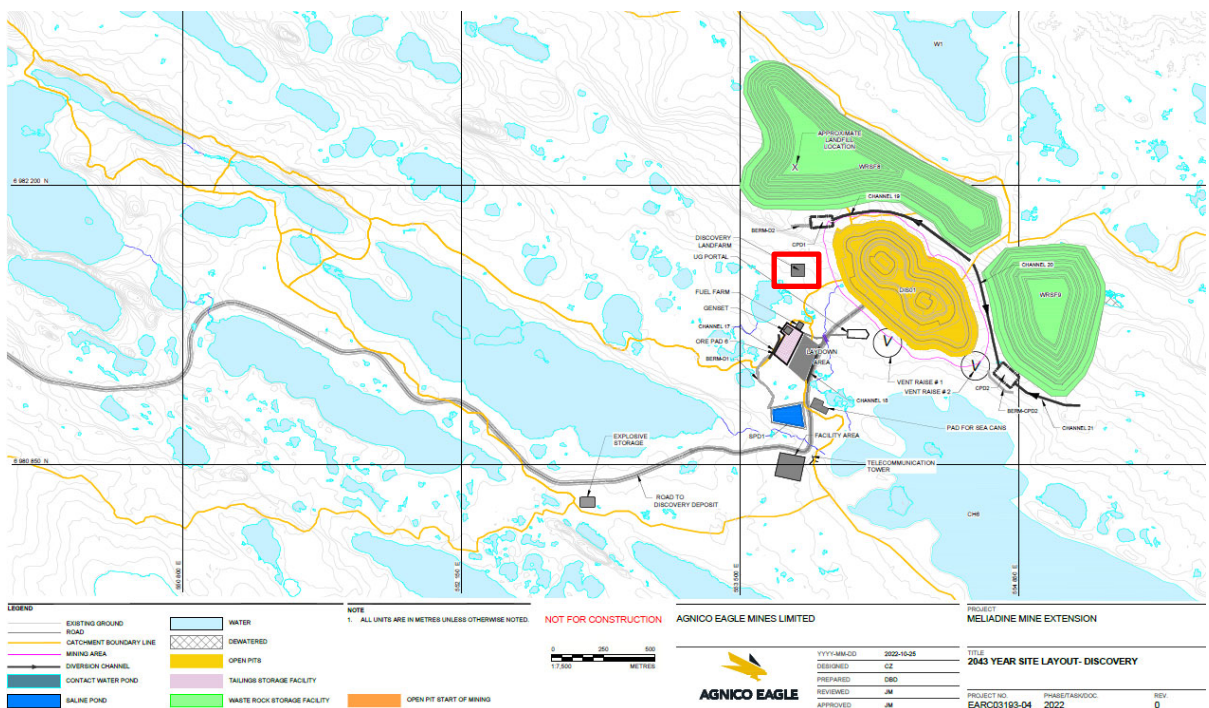 W1
APPROXIMATE
LANDFILL
LOCATION
X
WRSF8
6 982 200 N
CHANNEL 19
BERM-D2
CPD1
DISCOVERY
LANDFARM
UG PORTAL
CHANNEL 20
DIS01
WRSF9
FUEL FARM
GENSET
CHANNEL 17
ORE PAD 6
BERM-D1
LAYDOWN
AREA
V
V
VENT RAISE # 1
VENT RAISE # 2
CPD2
BERM-CPD2
CHANNEL 18
CHANNEL 21
PAD FOR SEA CANS
SPD1
FACILITY AREA
EXPLOSIVE
STORAGE
6 980 850 N
TELECOMMUNICATION
TOWER
ROAD TO
DISCOVERY DEPOSIT
CH6
552 150 E
553 500 E
LEGEND
EXISTING GROUND
ROAD
CATCHMENT BOUNDARY LINE
MINING AREA
DIVERSION CHANNEL
CONTACT WATER POND
SALINE POND
WATER
DEWATERED
OPEN PITS
TAILINGS STORAGE FACILITY
WASTE ROCK STORAGE FACILITY
NOTE
1. ALL UNITS ARE IN METRES UNLESS OTHERWISE NOTED.
OPEN PIT START OF MINING
NOT FOR CONSTRUCTION
0 250 500
1:7,500 METRES
AGNICO EAGLE MINES LIMITED
AGNICO EAGLE
YYYY-MM-DD 2022-10-25
DESIGNED CZ
PREPARED DBO
REVIEWED JM
APPROVED JM
PROJECT
MELIADINE MINE EXTENSION
TITLE
2043 YEAR SITE LAYOUT- DISCOVERY
PROJECT NO. PHASE/TASK/DOC. REV.
EARC03193-04 2022 0